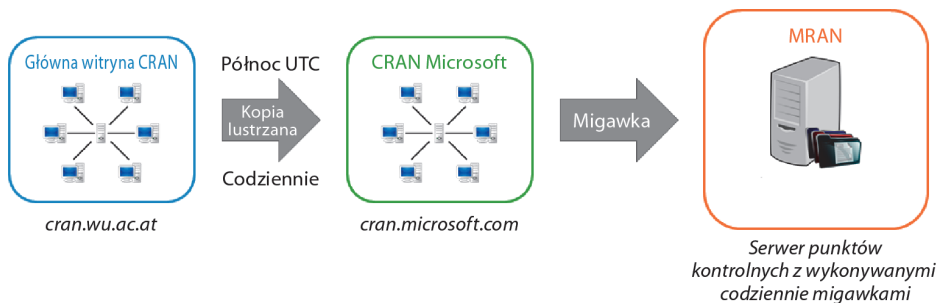 Główna witryna CRAN
cran.wu.ac.at
Północ UTC
Kopia
lustrzana
Codziennie
CRAN Microsoft
cran.microsoft.com
Migawka
MRAN
Serwer punktów
kontrolnych z wykonywanymi
codziennie migawkami